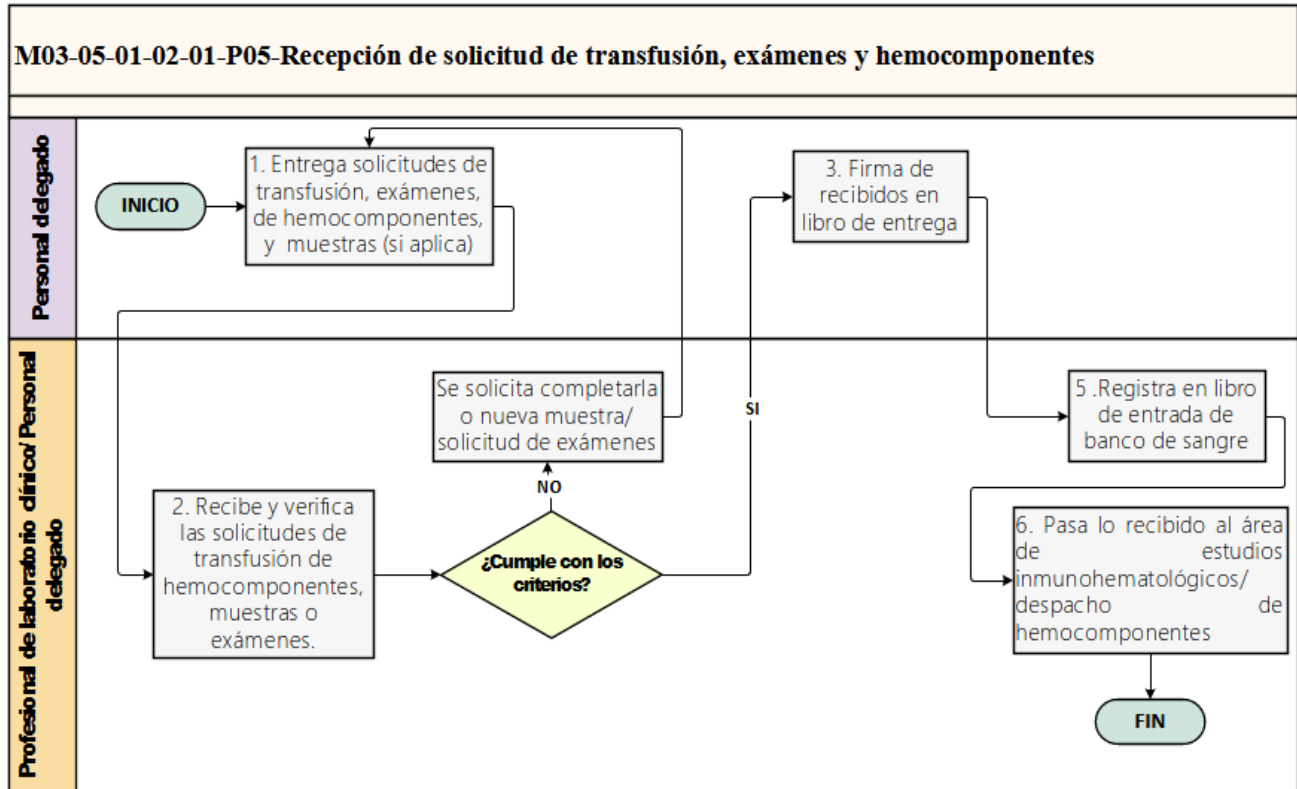 M03-05-01-02-01-P05-Recepción de solicitud de transfusión, exámenes y hemocomponentes
Personal delegado
INICIO
1. Entrega solicitudes de
transfusión, exámenes,
de hemocomponentes,
y muestras (si aplica)
3. Firma de
recibidos en
libro de entrega
Profesional de laboratorio clínico/Personal
delegado
Se solicita completarla
o nueva muestra/
solicitud de exámenes
SI
5 .Registra en libro
de entrada de
banco de sangre
NO
2. Recibe y verifica
las solicitudes de
transfusión de
hemocomponentes,
muestras o
exámenes.
¿Cumple con los
criterios?
6. Pasa lo recibido al área
de estudios
inmunohematológicos/
despacho de
hemocomponentes
FIN